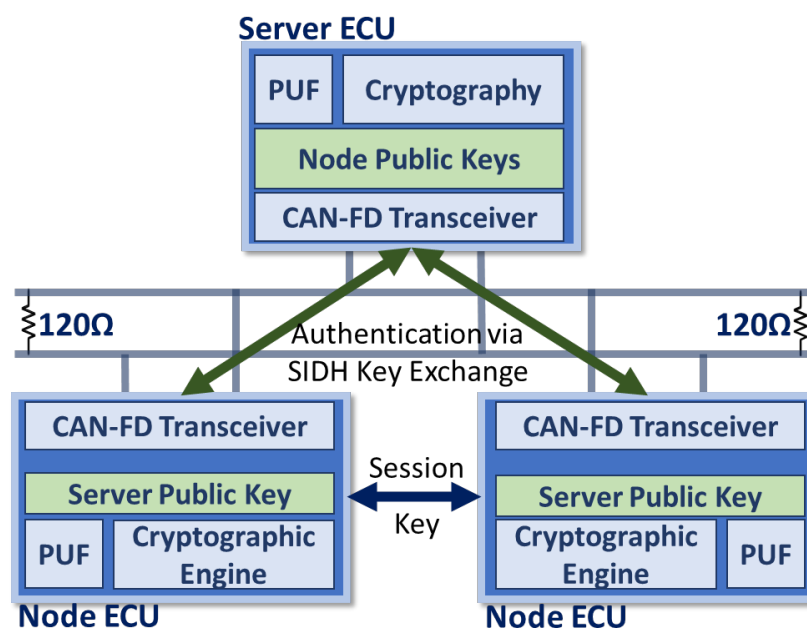 Server ECU
PUF
Cryptography
Node Public Keys
CAN-FD Transceiver
120Ω
120Ω
Authentication via
SIDH Key Exchange
CAN-FD Transceiver
Server Public Key
PUF
Cryptographic
Engine
Node ECU
Session
Key
CAN-FD Transceiver
Server Public Key
Cryptographic
Engine
PUF
Node ECU